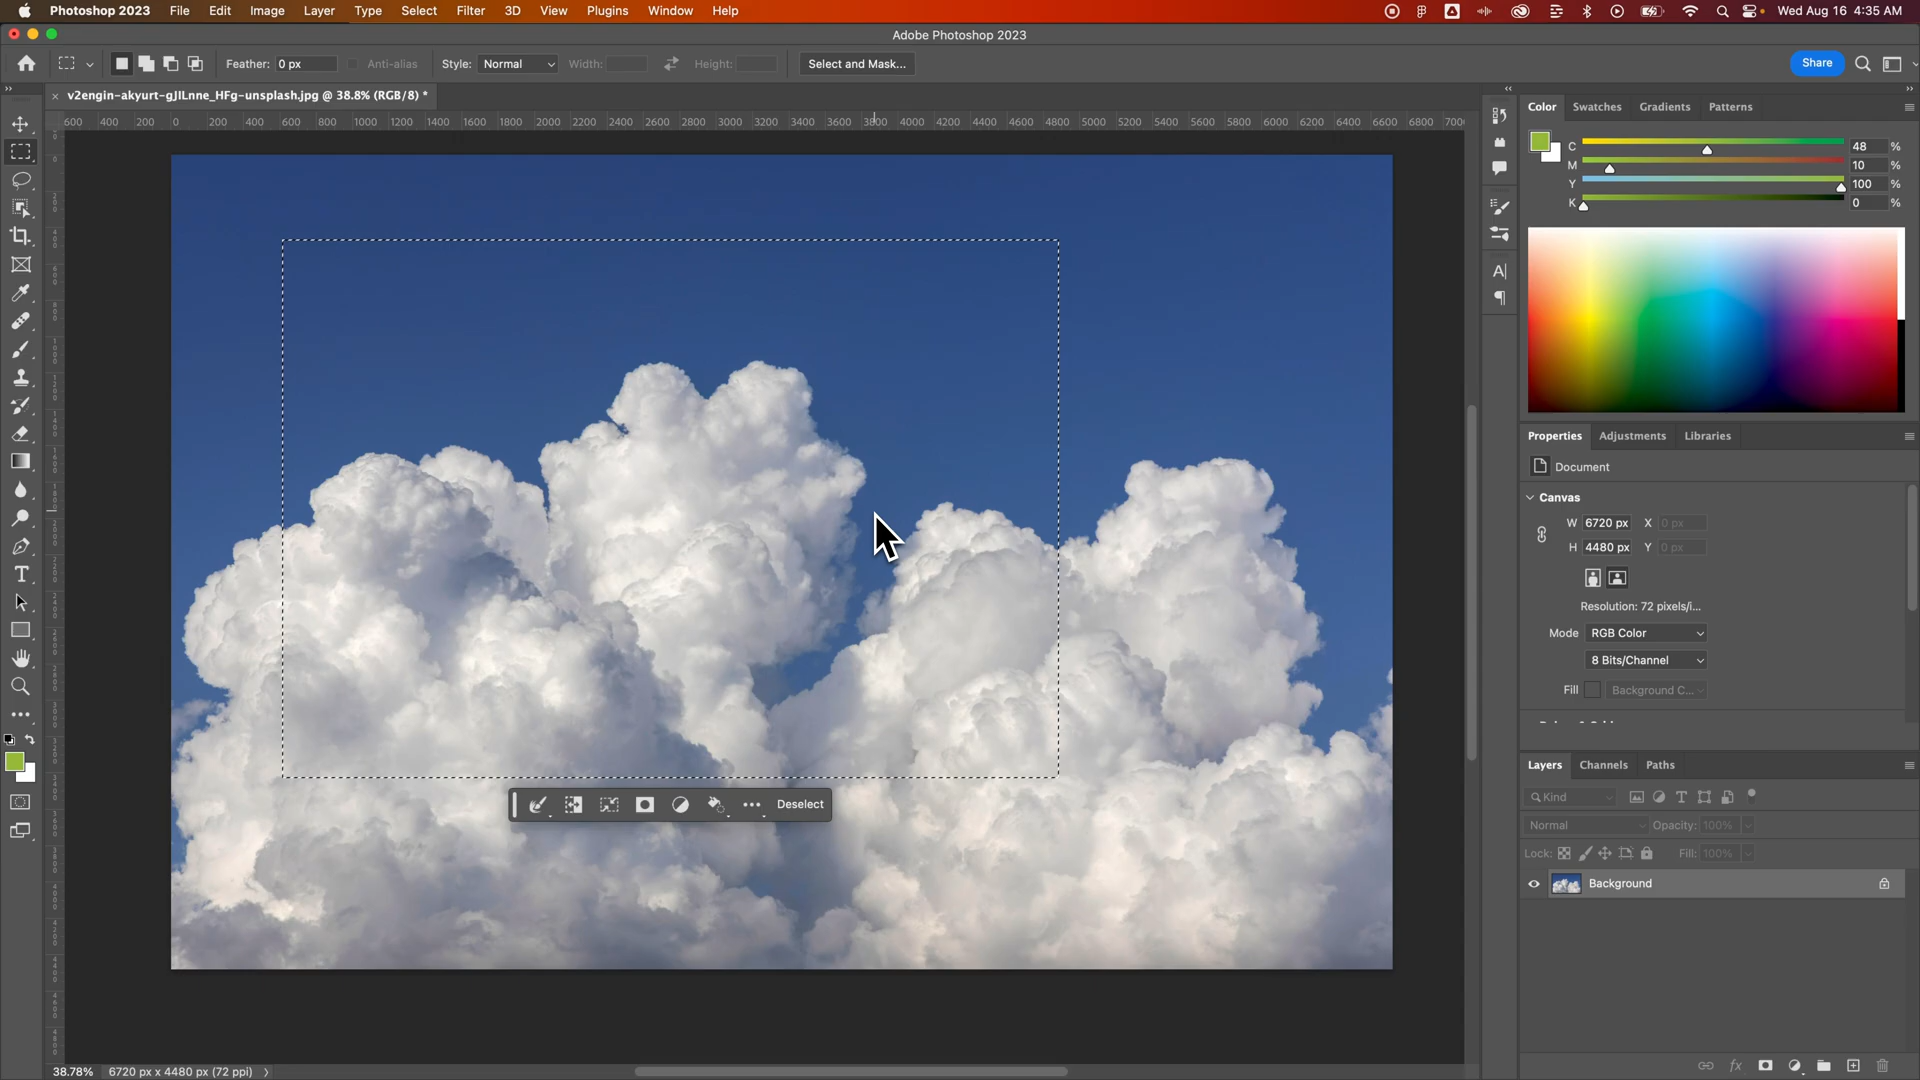 Photoshop 2023 File Edit Image Layer Type Select Filter 3D View Plugins Window Help Wed Aug 16 4:35 AM
Adobe Photoshop 2023
Feather: 0 px Anti-alias Style: Normal Width: Height: Select and Mask... Share
v2engin-akyurt-gJILnne_HFg-unsplash.jpg @ 38.8% (RGB/8) *
600 400 200 0 200 400 600 800 1000 1200 1400 1600 1800 2000 2200 2400 2600 2800 3000 3200 3400 3600 3800 4000 4200 4400 4600 4800 5000 5200 5400 5600 5800 6000 6200 6400 6600 6800
Color Swatches Gradients Patterns
C 48 %
M 10 %
Y 100 %
K 0 %
Properties Adjustments Libraries
Document
Canvas
W 6720 px X 0 px
H 4480 px Y 0 px
Resolution: 72 pixels/i...
Mode RGB Color
8 Bits/Channel
Fill Background C...
Layers Channels Paths
Kind
Normal Opacity: 100%
Lock: Fill: 100%
Background
Deselect
38.78% 6720 px x 4480 px (72 ppi)